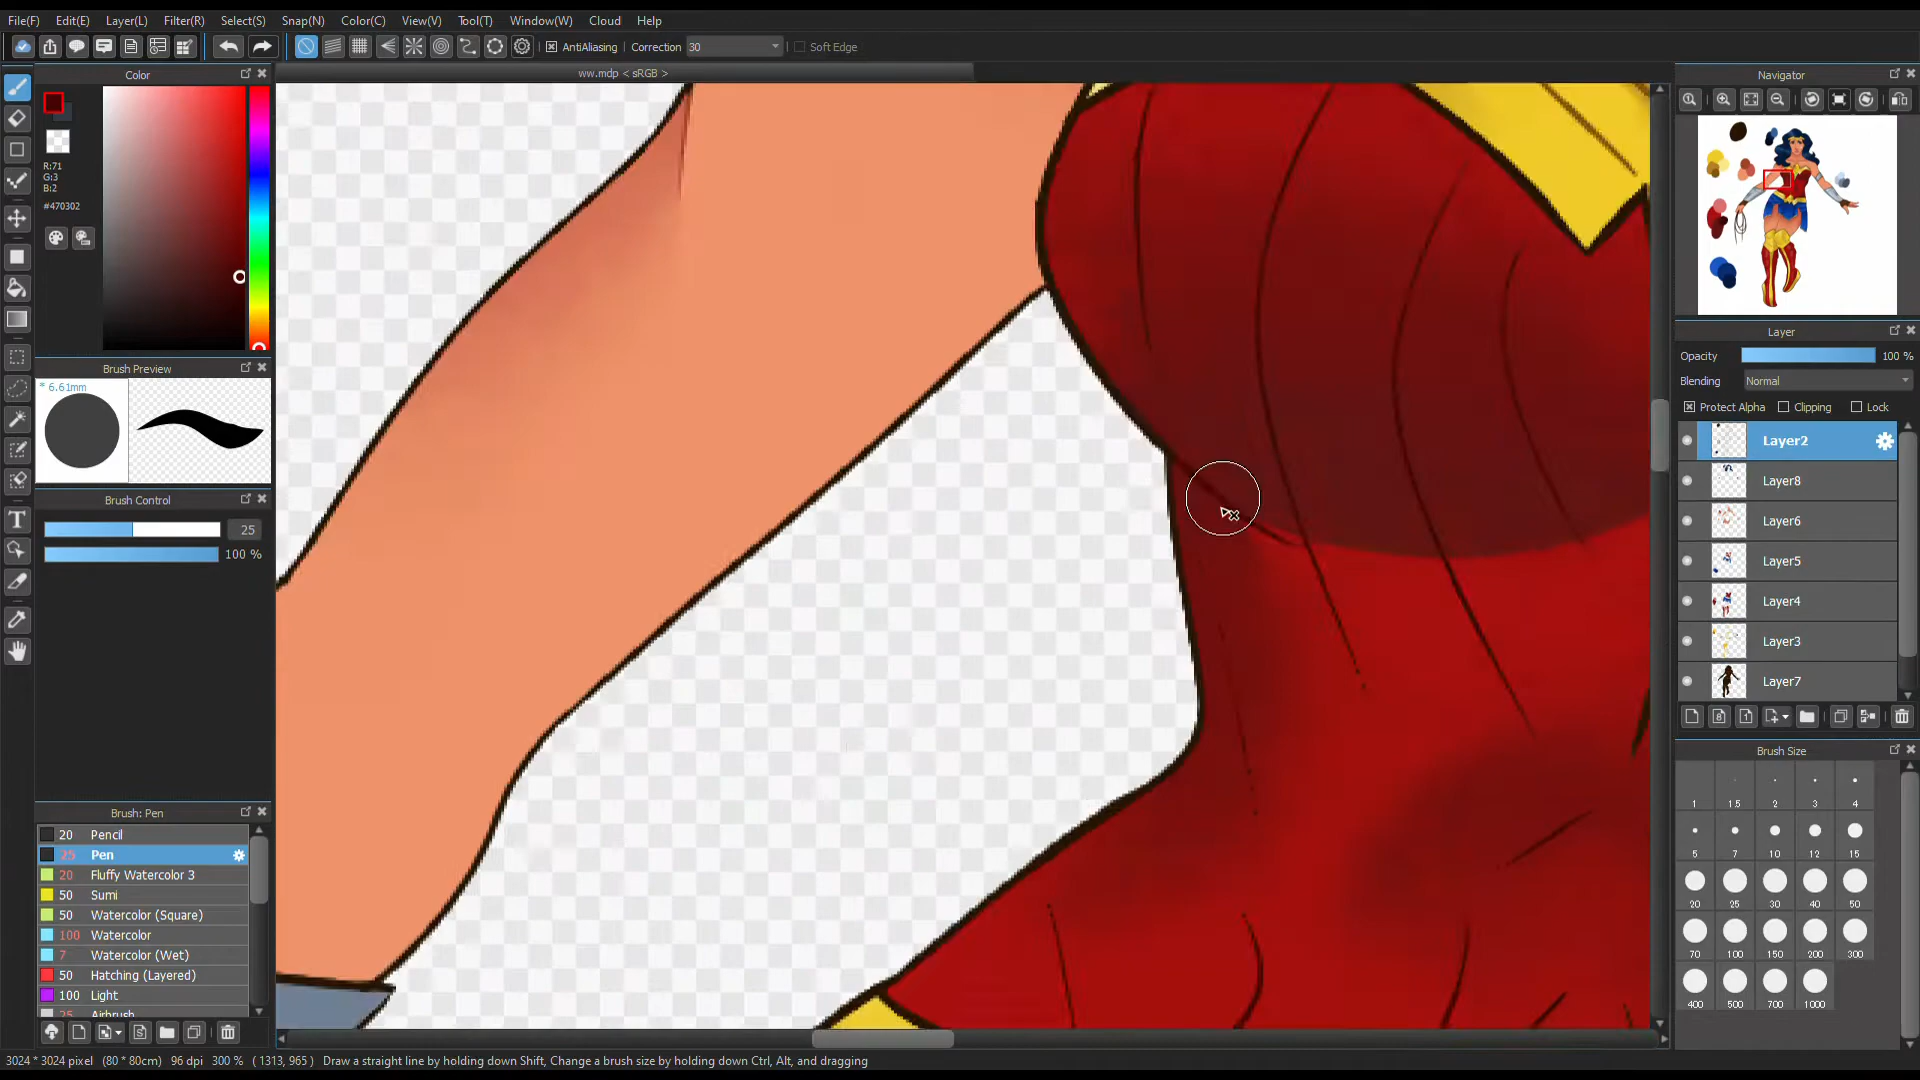 File(F) Edit(E) Layer(L) Filter(R) Select(S) Snap(N) Color(C) View(V) Tool(T) Window(W) Cloud Help
AntiAliasing Correction 30 Soft Edge
Color
ww.mdp < sRGB >
Navigator
R:71
G:3
B:2
#470302
Layer
Opacity 100 %
Brush Preview
Blending Normal
* 6.61mm
Protect Alpha Clipping Lock
Layer2
Layer8
Brush Control
Layer6
25
100 %
Layer5
Layer4
Layer3
Layer7
Brush Size
1 1.5 2 3 4
Brush: Pen
20 Pencil
25 Pen
5 7 10 12 15
20 Fluffy Watercolor 3
50 Sumi
20 25 30 40 50
50 Watercolor (Square)
100 Watercolor
7 Watercolor (Wet)
70 100 150 200 300
50 Hatching (Layered)
100 Light
400 500 700 1000
25 Airbrush
3024 * 3024 pixel (80 * 80cm) 96 dpi 300 % ( 1313, 965 ) Draw a straight line by holding down Shift, Change a brush size by holding down Ctrl, Alt, and dragging